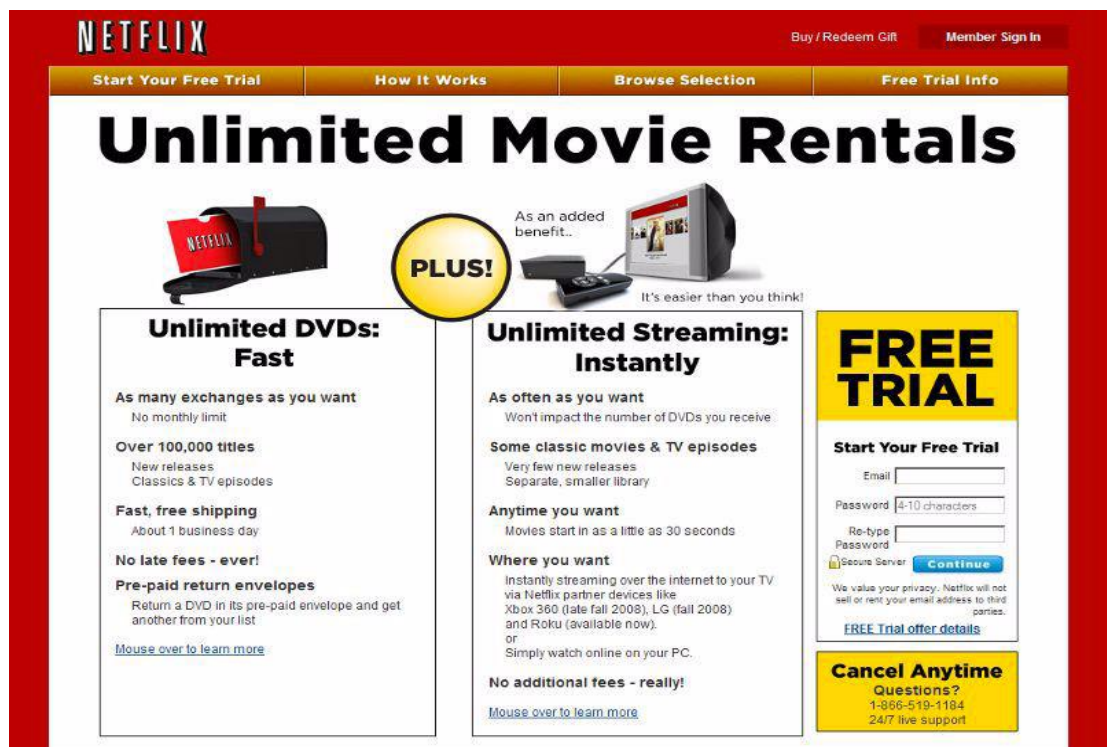 NETFLIX
Buy / Redeem Gift
Member Sign In
Start Your Free Trial
How It Works
Browse Selection
Free Trial Info
Unlimited Movie Rentals
NETFLIX
PLUS!
As an added
benefit..
It's easier than you think!
Unlimited DVDs:
Fast
As many exchanges as you want
No monthly limit
Over 100,000 titles
New releases
Classics & TV episodes
Fast, free shipping
About 1 business day
No late fees - ever!
Pre-paid return envelopes
Return a DVD in its pre-paid envelope and get
another from your list
Mouse over to learn more
Unlimited Streaming:
Instantly
As often as you want
Won't impact the number of DVDs you receive
Some classic movies & TV episodes
Very few new releases
Separate, smaller library
Anytime you want
Movies start in as a little as 30 seconds
Where you want
Instantly streaming over the internet to your TV
via Netflix partner devices like
Xbox 360 (late fall 2008), LG (fall 2008)
and Roku (available now).
or
Simply watch online on your PC.
No additional fees - really!
Mouse over to learn more
FREE
TRIAL
Start Your Free Trial
Email
Password 4-10 characters
Re-type
Password
Secure Server Continue
We value your privacy. Netflix will not
sell or rent your email address to third
parties.
FREE Trial offer details
Cancel Anytime
Questions?
1-866-519-1184
24/7 live support